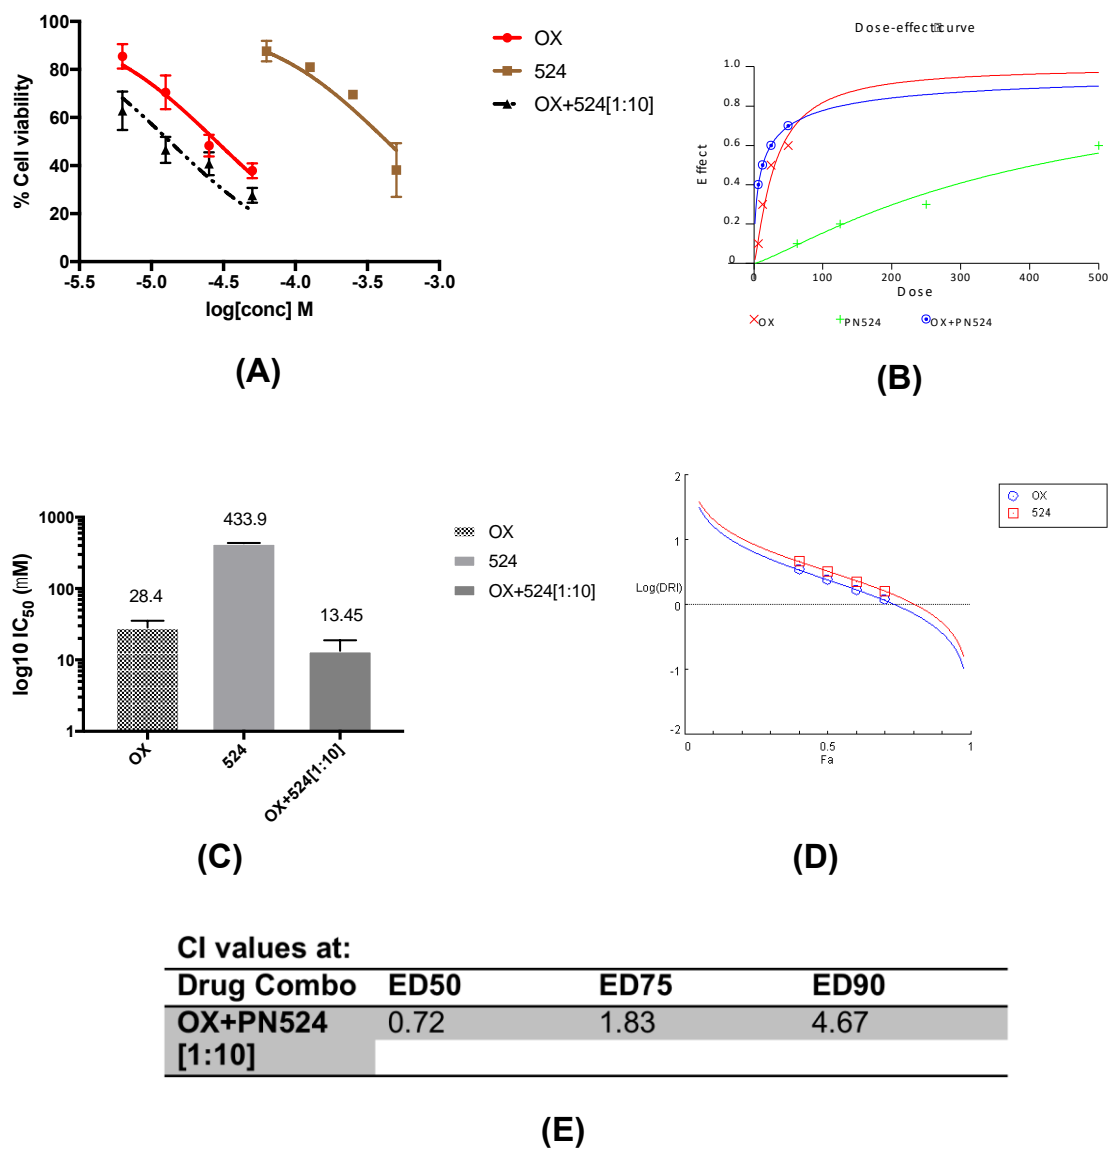 100
80
60
40
20
0
% Cell viability
-5.5 -5.0 -4.5 -4.0 -3.5 -3.0
log[conc] M
OX
524
OX+524[1:10]
(A)
Dose-effect curve
1.0
0.8
0.6
0.4
0.2
0
Effect
0 100 200 300 400 500
Dose
OX PN524 OX+PN524
(B)
1000
100
10
1
log10 IC50 (mM)
28.4
433.9
13.45
OX
524
OX+524[1:10]
OX
524
OX+524[1:10]
(C)
2
1
Log(DRI)
0
-1
-2
0 0.5 1
Fa
OX
524
(D)
CI values at:
Drug Combo ED50 ED75 ED90
OX+PN524 0.72 1.83 4.67
[1:10]
(E)